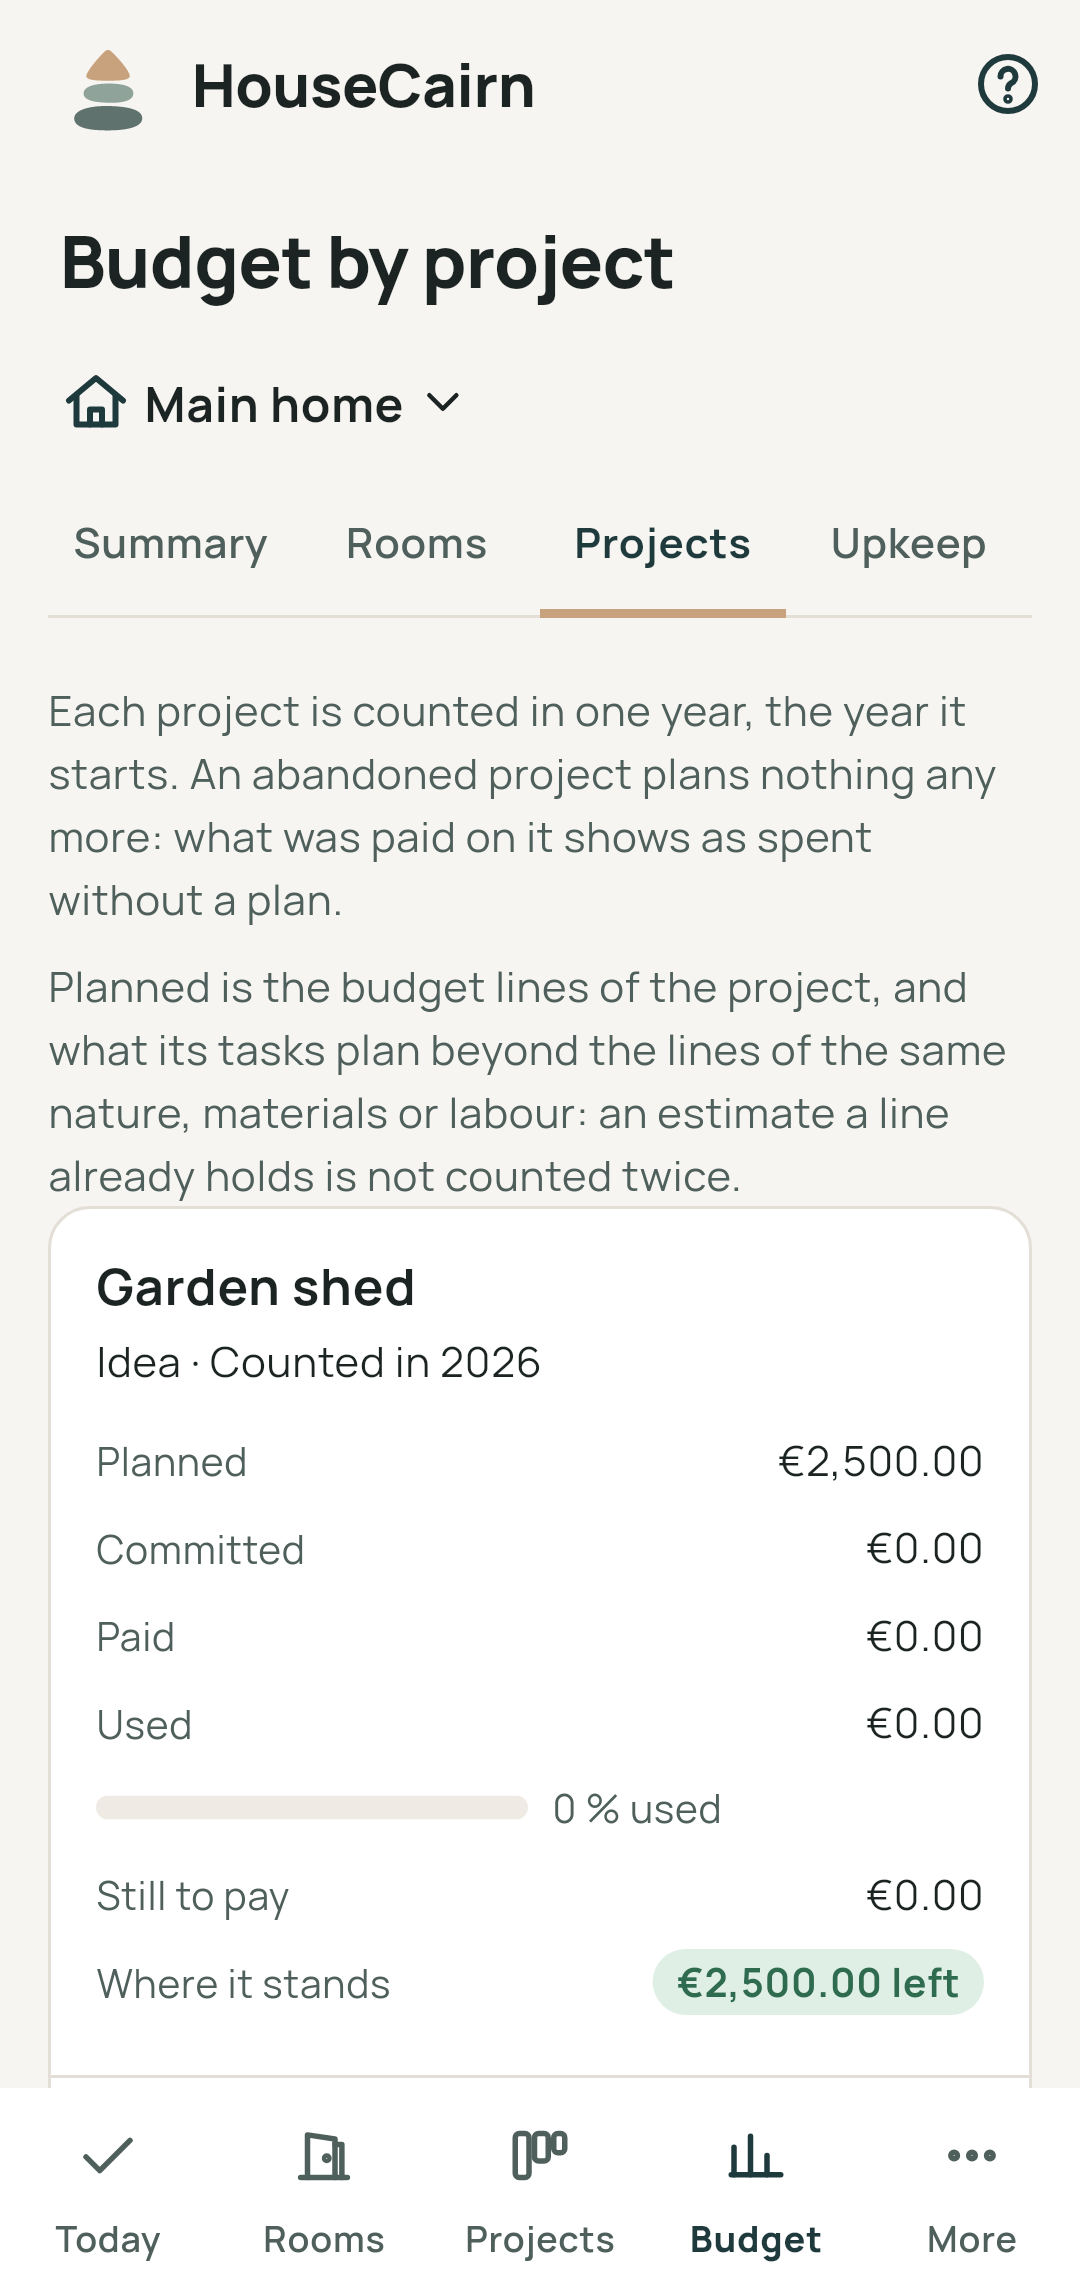 HouseCairn
Budget by project
Main home
Summary Rooms Projects Upkeep
Each project is counted in one year, the year it
starts. An abandoned project plans nothing any
more: what was paid on it shows as spent
without a plan.
Planned is the budget lines of the project, and
what its tasks plan beyond the lines of the same
nature, materials or labour: an estimate a line
already holds is not counted twice.
Garden shed
Idea · Counted in 2026
Planned €2,500.00
Committed €0.00
Paid €0.00
Used €0.00
0 % used
Still to pay €0.00
Where it stands €2,500.00 left
Today Rooms Projects Budget More